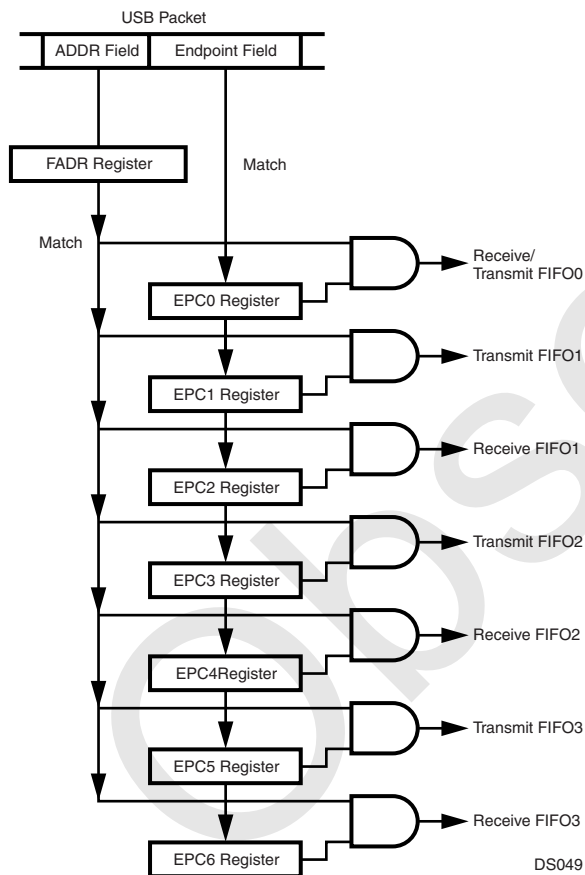 USB Packet
ADDR Field
Endpoint Field
FADR Register
Match
Match
Receive/
Transmit FIFO0
EPC0 Register
Transmit FIFO1
EPC1 Register
Receive FIFO1
EPC2 Register
Transmit FIFO2
EPC3 Register
Receive FIFO2
EPC4Register
Transmit FIFO3
EPC5 Register
Receive FIFO3
EPC6 Register
DS049